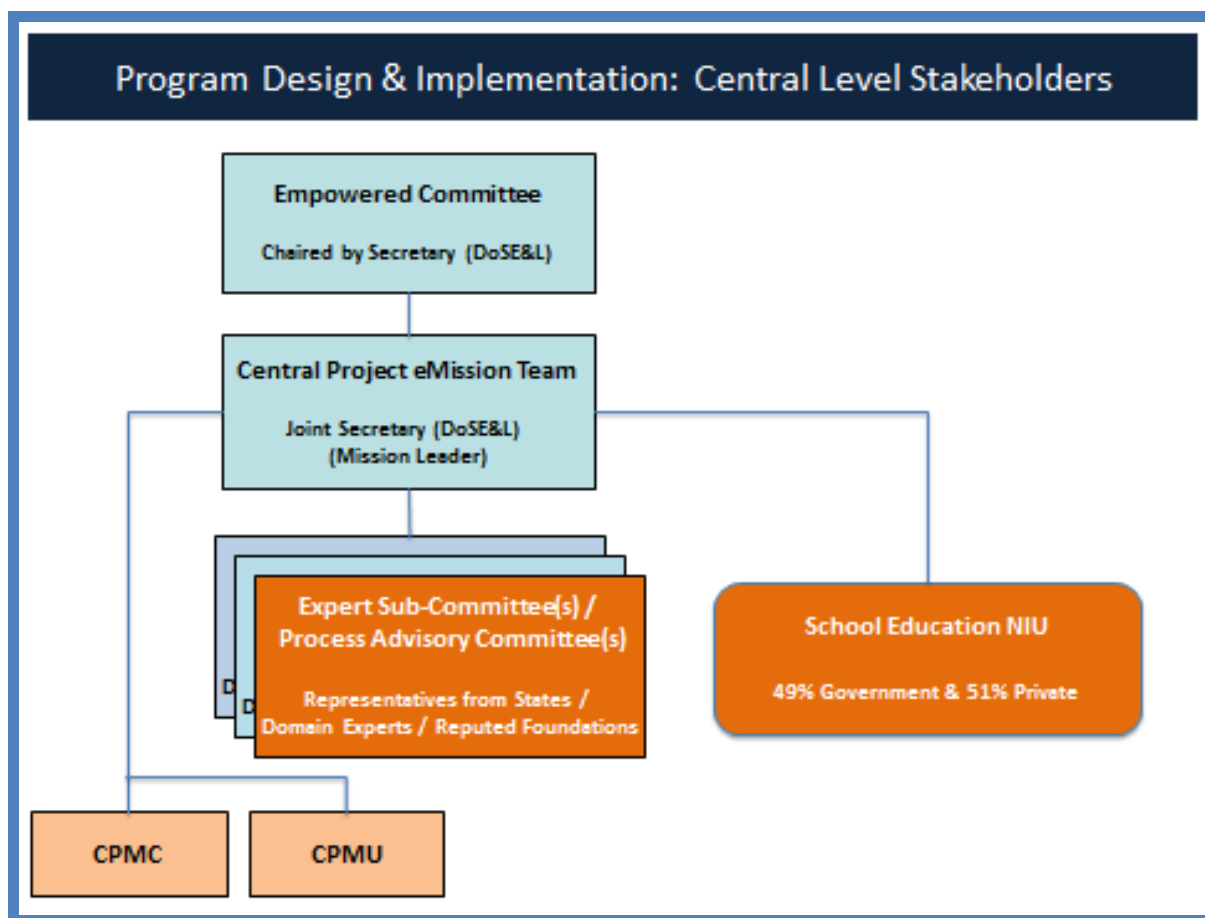 Program Design & Implementation: Central Level Stakeholders
Empowered Committee
Chaired by Secretary (DoSE&L)
Central Project eMission Team
Joint Secretary (DoSE&L)
(Mission Leader)
Expert Sub-Committee(s) /
Process Advisory Committee(s)
Representatives from States /
Domain Experts / Reputed Foundations
School Education NIU
49% Government & 51% Private
CPMC
CPMU